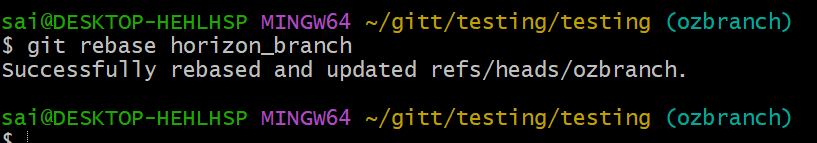 sai@DESKTOP-HEHLHSP MINGW64 ~/gitt/testing/testing (ozbranch)
$ git rebase horizon_branch
Successfully rebased and updated refs/heads/ozbranch.
sai@DESKTOP-HEHLHSP MINGW64 ~/gitt/testing/testing (ozbranch)
$